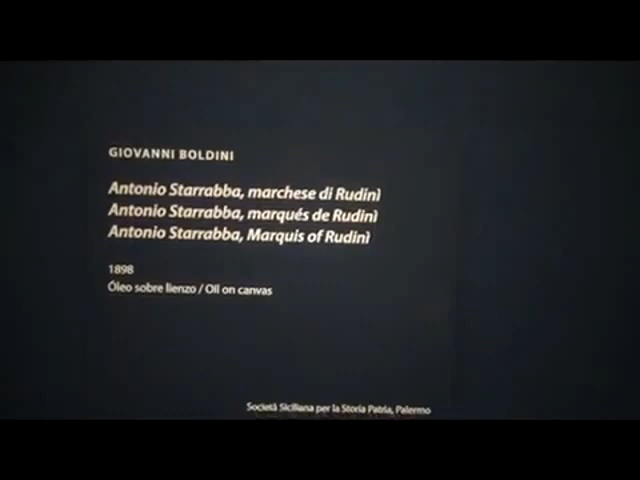 GIOVANNI BOLDINI
Antonio Starrabba, marchese di Rudinì
Antonio Starrabba, marqués de Rudinì
Antonio Starrabba, Marquis of Rudinì
1898
Óleo sobre lienzo / Oil on canvas
Società Siciliana per la Storia Patria, Palermo